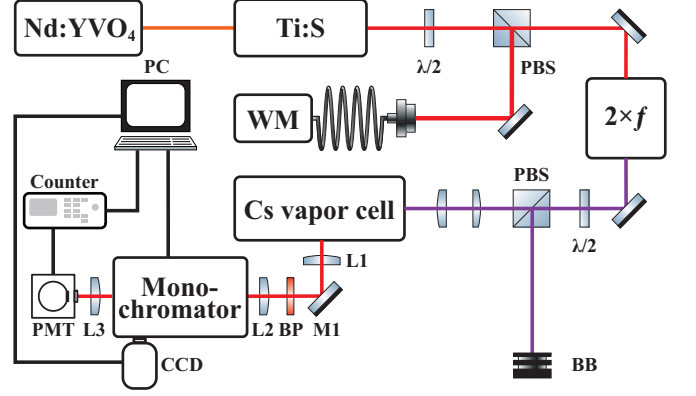 Nd:YVO₄
Ti:S
λ/2
PBS
PC
WM
2×f
Counter
Cs vapor cell
PBS
λ/2
L1
Mono-
chromator
PMT
L3
L2
BP
M1
CCD
BB